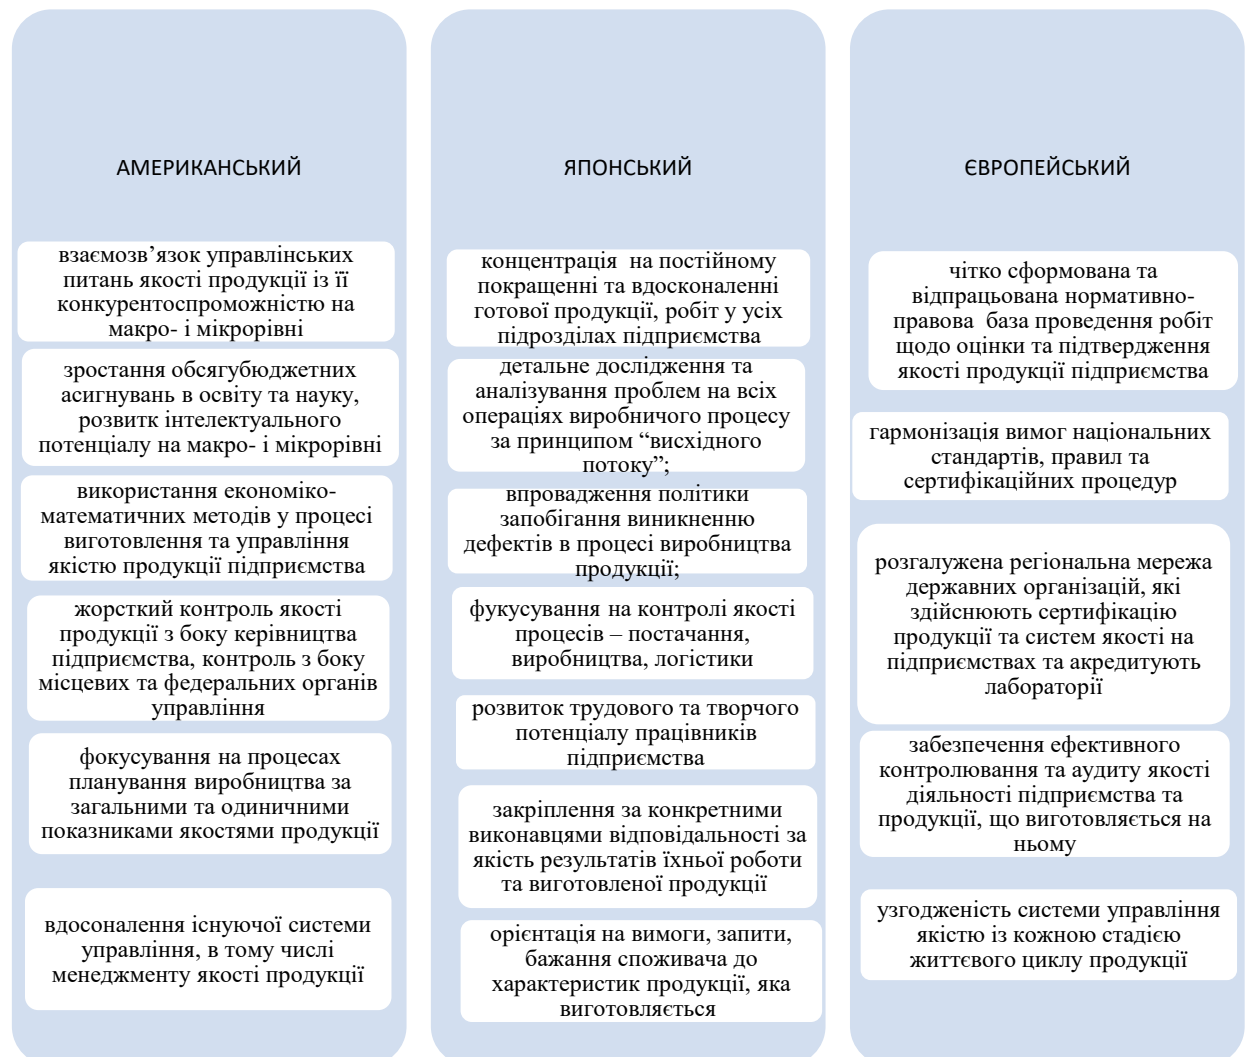 АМЕРИКАНСЬКИЙ
взаємозв’язок управлінських
питань якості продукції із її
конкурентоспроможністю на
макро- і мікрорівні
зростання обсягубюджетних
асигнувань в освіту та науку,
розвитк інтелектуального
потенціалу на макро- і мікрорівні
використання економіко-
математичних методів у процесі
виготовлення та управління
якістю продукції підприємства
жорсткий контроль якості
продукції з боку керівництва
підприємства, контроль з боку
місцевих та федеральних органів
управління
фокусування на процесах
планування виробництва за
загальними та одиничними
показниками якостями продукції
вдосоналення існуючої системи
управління, в тому числі
менеджменту якості продукції
ЯПОНСЬКИЙ
концентрація на постійному
покращенні та вдосконаленні
готової продукції, робіт у усіх
підрозділах підприємства
детальне дослідження та
аналізування проблем на всіх
операціях виробничого процесу
за принципом “висхідного
потоку”;
впровадження політики
запобігання виникненню
дефектів в процесі виробництва
продукції;
фукусування на контролі якості
процесів – постачання,
виробництва, логістики
розвиток трудового та творчого
потенціалу працівників
підприємства
закріплення за конкретними
виконавцями відповідальності за
якість результатів їхньої роботи
та виготовленої продукції
орієнтація на вимоги, запити,
бажання споживача до
характеристик продукції, яка
виготовляється
ЄВРОПЕЙСЬКИЙ
чітко сформована та
відпрацьована нормативно-
правова база проведення робіт
щодо оцінки та підтвердження
якості продукції підприємства
гармонізація вимог національних
стандартів, правил та
сертифікаційних процедур
розгалужена регіональна мережа
державних організацій, які
здійснюють сертифікацію
продукції та систем якості на
підприємствах та акредитують
лабораторії
забезпечення ефективного
контролювання та аудиту якості
діяльності підприємства та
продукції, що виготовляється на
ньому
узгодженість системи управління
якістю із кожною стадією
життєвого циклу продукції